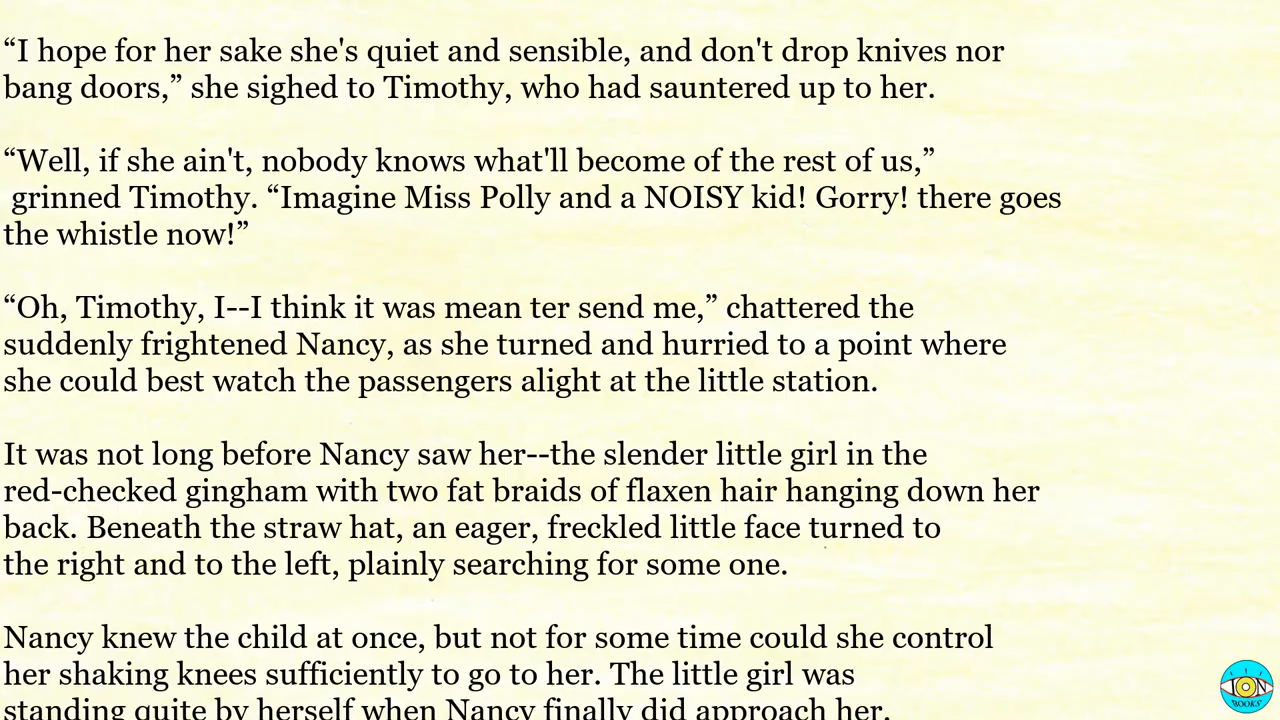 “I hope for her sake she's quiet and sensible, and don't drop knives nor
bang doors,” she sighed to Timothy, who had sauntered up to her.
“Well, if she ain't, nobody knows what'll become of the rest of us,”
grinned Timothy. “Imagine Miss Polly and a NOISY kid! Gorry! there goes
the whistle now!”
“Oh, Timothy, I--I think it was mean ter send me,” chattered the
suddenly frightened Nancy, as she turned and hurried to a point where
she could best watch the passengers alight at the little station.
It was not long before Nancy saw her--the slender little girl in the
red-checked gingham with two fat braids of flaxen hair hanging down her
back. Beneath the straw hat, an eager, freckled little face turned to
the right and to the left, plainly searching for some one.
Nancy knew the child at once, but not for some time could she control
her shaking knees sufficiently to go to her. The little girl was
standing quite by herself when Nancy finally did approach her.
ION
BOOKS